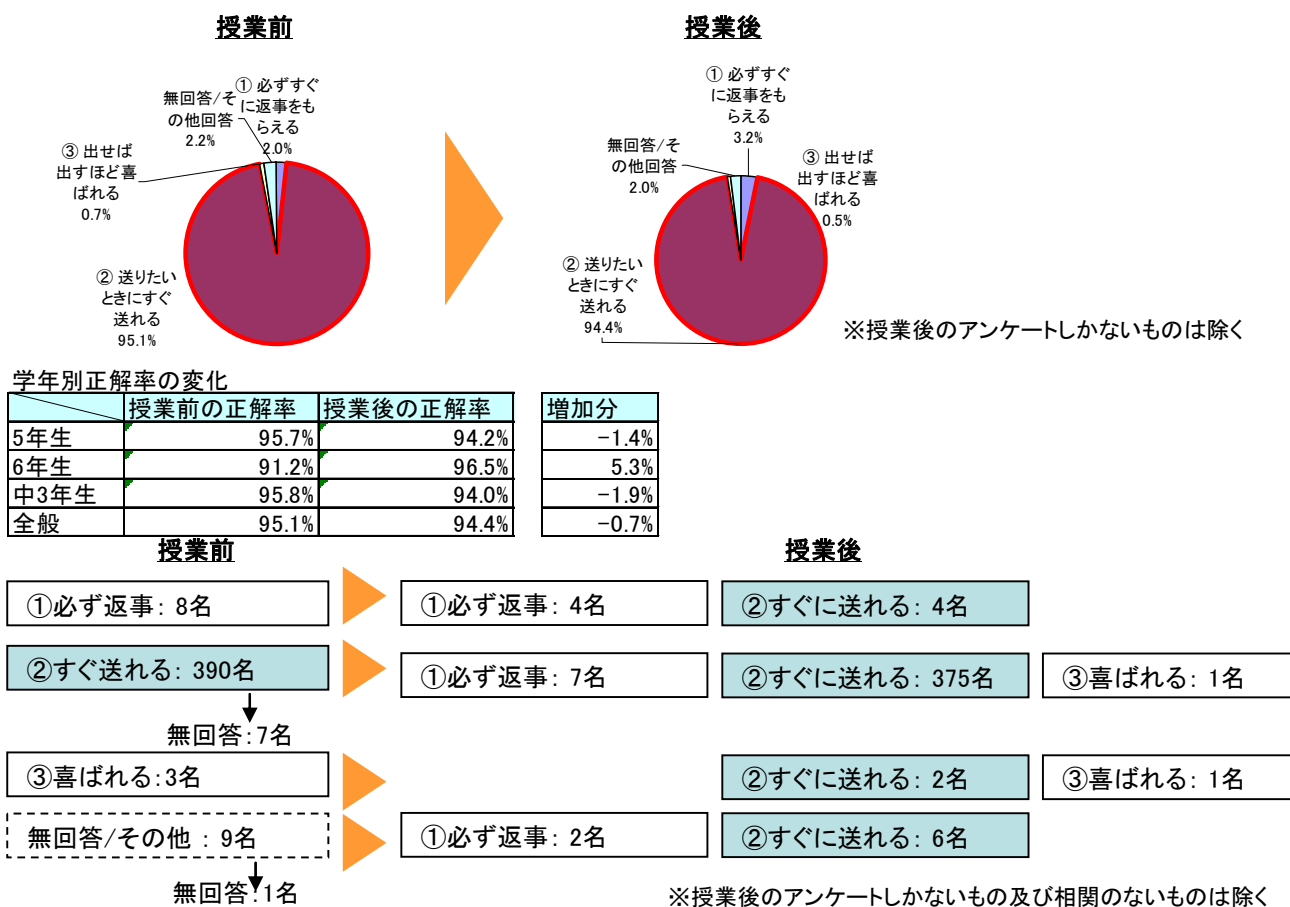 授業前
授業後
無回答/そ
の他回答
2.2%
① 必ずすぐ
に返事をも
らえる
2.0%
③ 出せば
出すほど喜
ばれる
0.7%
② 送りたい
ときにすぐ
送れる
95.1%
① 必ずすぐ
に返事をも
らえる
3.2%
無回答/そ
の他回答
2.0%
③ 出せば
出すほど喜
ばれる
0.5%
② 送りたい
ときにすぐ
送れる
94.4%
※授業後のアンケートしかないものは除く
学年別正解率の変化
授業前の正解率 授業後の正解率 増加分
5年生 95.7% 94.2% -1.4%
6年生 91.2% 96.5% 5.3%
中3年生 95.8% 94.0% -1.9%
全般 95.1% 94.4% -0.7%
授業前
授業後
①必ず返事: 8名 ①必ず返事: 4名 ②すぐに送れる: 4名
②すぐ送れる: 390名 ①必ず返事: 7名 ②すぐに送れる: 375名 ③喜ばれる: 1名
無回答:7名
③喜ばれる:3名 ②すぐに送れる: 2名 ③喜ばれる: 1名
無回答/その他 : 9名 ①必ず返事: 2名 ②すぐに送れる: 6名
無回答:1名
※授業後のアンケートしかないもの及び相関のないものは除く